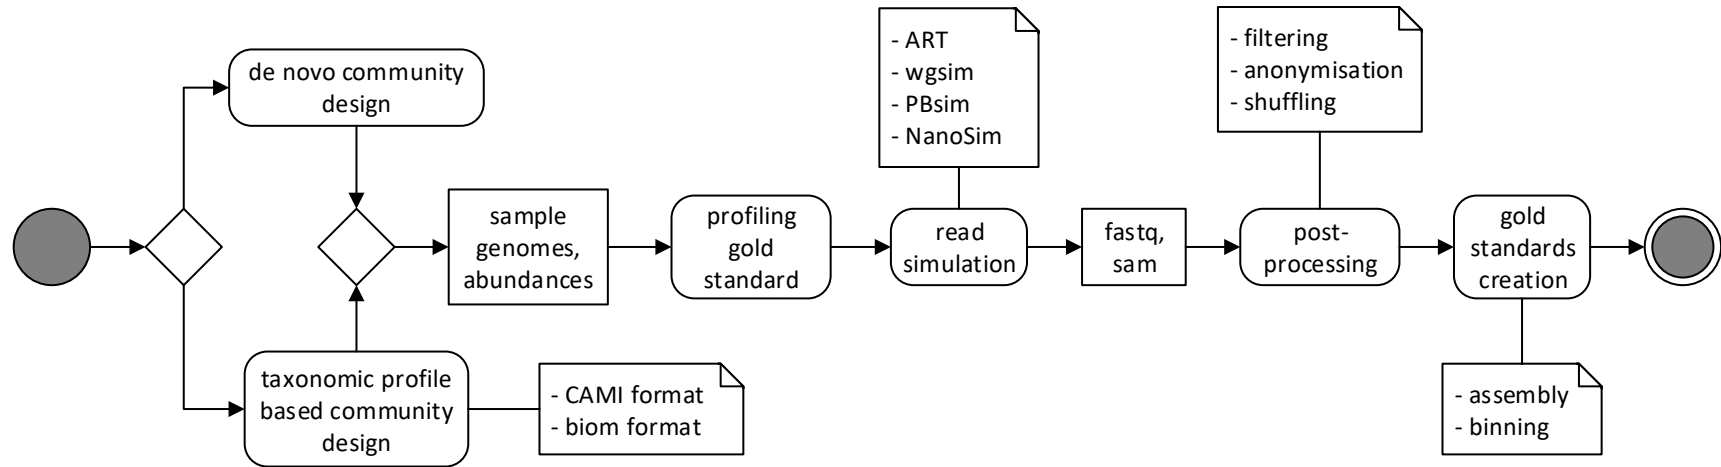 de novo community
design
taxonomic profile
based community
design
- CAMI format
- biom format
sample
genomes,
abundances
profiling
gold
standard
- ART
- wgsim
- PBsim
- NanoSim
read
simulation
fastq,
sam
- filtering
- anonymisation
- shuffling
post-
processing
gold
standards
creation
- assembly
- binning